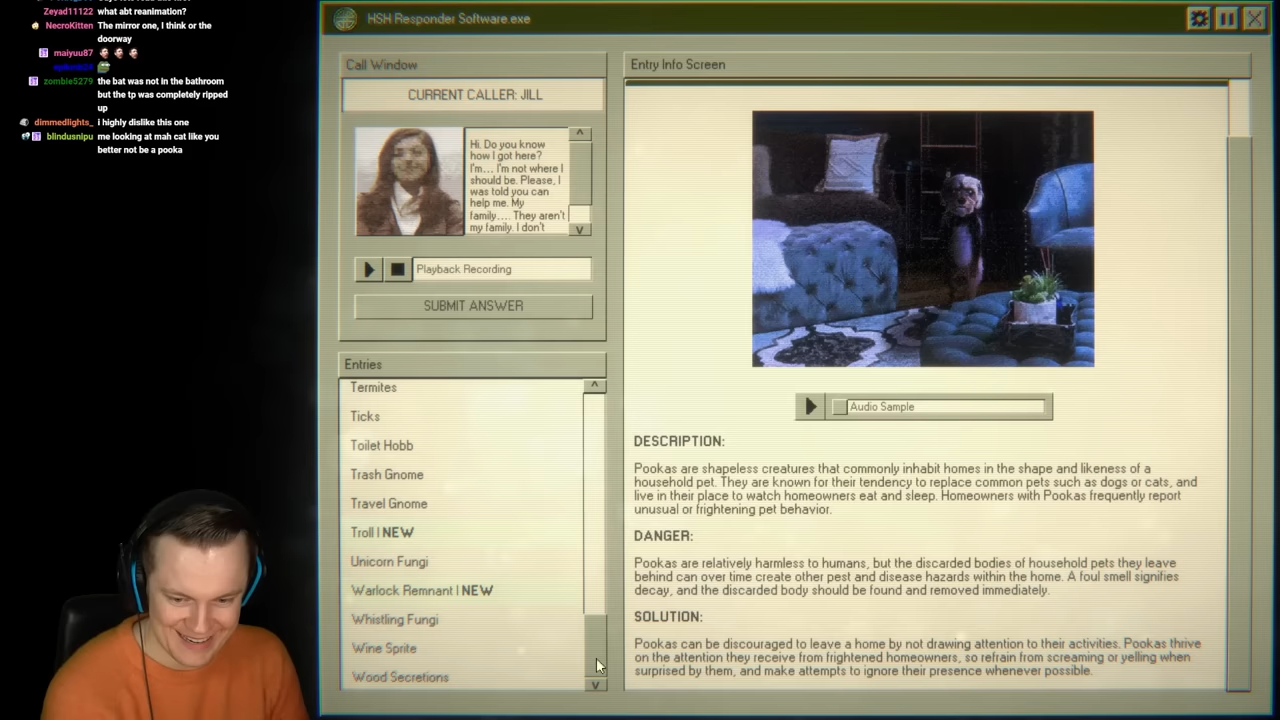 Zeyad11122 what abt reanimation?
NecroKitten The mirror one, I think or the
doorway
maiyuu87
zombie5279 the bat was not in the bathroom
but the tp was completely ripped
up
dimmedlights_ i highly dislike this one
blindusnipu me looking at mah cat like you
better not be a pooka
HSH Responder Software.exe
Call Window
CURRENT CALLER: JILL
Hi. Do you know
how I got here?
I'm... I'm not where I
should be. Please, I
was told you can
help me. My
family.... They aren't
my family. I don't
Playback Recording
SUBMIT ANSWER
Entries
Termites
Ticks
Toilet Hobb
Trash Gnome
Travel Gnome
Troll | NEW
Unicorn Fungi
Warlock Remnant | NEW
Whistling Fungi
Wine Sprite
Wood Secretions
Entry Info Screen
Audio Sample
DESCRIPTION:
Pookas are shapeless creatures that commonly inhabit homes in the shape and likeness of a
household pet. They are known for their tendency to replace common pets such as dogs or cats, and
live in their place to watch homeowners eat and sleep. Homeowners with Pookas frequently report
unusual or frightening pet behavior.
DANGER:
Pookas are relatively harmless to humans, but the discarded bodies of household pets they leave
behind can over time create other pest and disease hazards within the home. A foul smell signifies
decay, and the discarded body should be found and removed immediately.
SOLUTION:
Pookas can be discouraged to leave a home by not drawing attention to their activities. Pookas thrive
on the attention they receive from frightened homeowners, so refrain from screaming or yelling when
surprised by them, and make attempts to ignore their presence whenever possible.